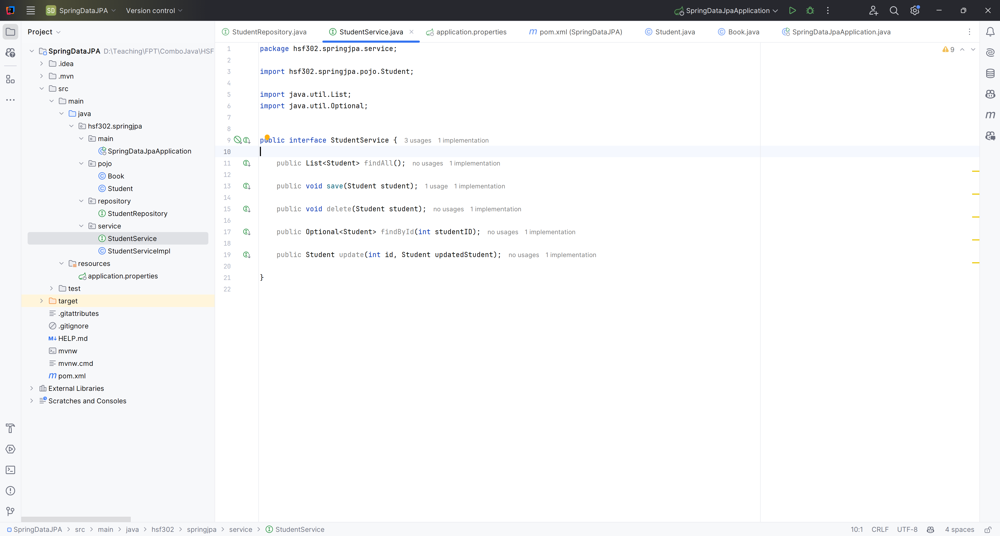 SD SpringDataJPA Version control SpringDataJpaApplication
Project
StudentRepository.java StudentService.java application.properties pom.xml (SpringDataJPA) Student.java Book.java SpringDataJpaApplication.java
SpringDataJPA D:\Teaching\FPT\ComboJava\HSF
.idea
.mvn
src
main
java
hsf302.springjpa
main
SpringDataJpaApplication
pojo
Book
Student
repository
StudentRepository
service
StudentService
StudentServiceImpl
resources
application.properties
test
target
.gitattributes
.gitignore
HELP.md
mvnw
mvnw.cmd
pom.xml
External Libraries
Scratches and Consoles
9
1 package hsf302.springjpa.service;
2
3 import hsf302.springjpa.pojo.Student;
4
5 import java.util.List;
6 import java.util.Optional;
7
8
9 public interface StudentService { 3 usages 1 implementation
10
11 public List<Student> findAll(); no usages 1 implementation
12
13 public void save(Student student); 1 usage 1 implementation
14
15 public void delete(Student student); no usages 1 implementation
16
17 public Optional<Student> findById(int studentID); no usages 1 implementation
18
19 public Student update(int id, Student updatedStudent); no usages 1 implementation
20
21 }
22
SpringDataJPA > src > main > java > hsf302 > springjpa > service > StudentService
10:1 CRLF UTF-8 4 spaces